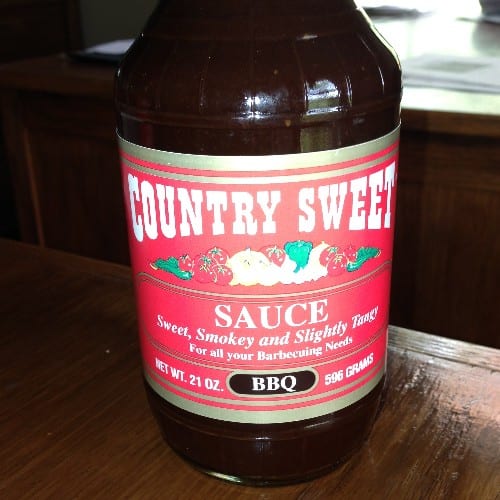 COUNTRY SWEET
SAUCE
Sweet, Smokey and Slightly Tangy
For all your Barbecuing Needs
NET WT. 21 OZ. BBQ 596 GRAMS